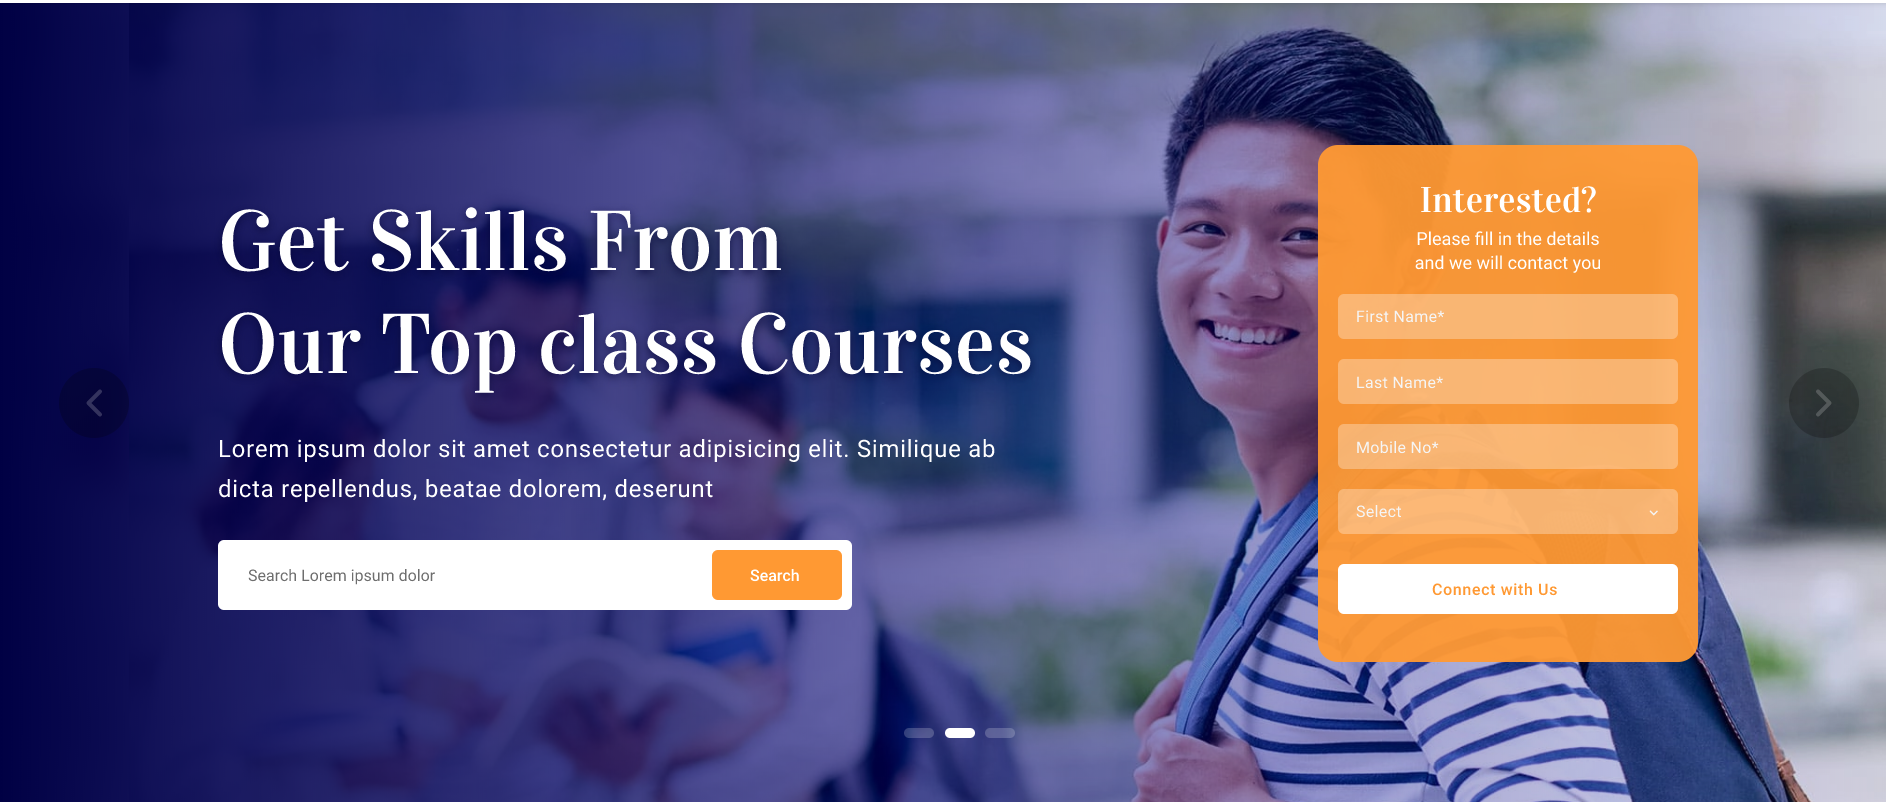 Get Skills From
Our Top class Courses
Lorem ipsum dolor sit amet consectetur adipisicing elit. Similique ab
dicta repellendus, beatae dolorem, deserunt
Search Lorem ipsum dolor
Search
Interested?
Please fill in the details
and we will contact you
First Name*
Last Name*
Mobile No*
Select
Connect with Us